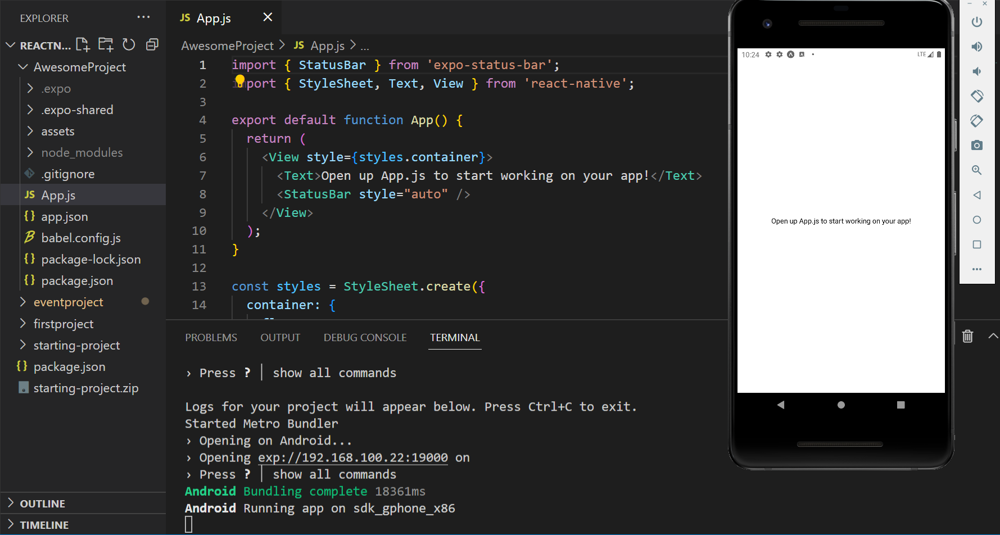 EXPLORER
REACTN...
AwesomeProject
.expo
.expo-shared
assets
node_modules
.gitignore
JS App.js
{} app.json
babel.config.js
{} package-lock.json
{} package.json
eventproject
firstproject
starting-project
{} package.json
starting-project.zip
OUTLINE
TIMELINE
JS App.js
AwesomeProject > JS App.js > ...
1 import { StatusBar } from 'expo-status-bar';
2 import { StyleSheet, Text, View } from 'react-native';
3
4 export default function App() {
5 return (
6 <View style={styles.container}>
7 <Text>Open up App.js to start working on your app!</Text>
8 <StatusBar style="auto" />
9 </View>
10 );
11 }
12
13 const styles = StyleSheet.create({
14 container: {
PROBLEMS OUTPUT DEBUG CONSOLE TERMINAL
› Press ? │ show all commands
Logs for your project will appear below. Press Ctrl+C to exit.
Started Metro Bundler
› Opening on Android...
› Opening exp://192.168.100.22:19000 on
› Press ? │ show all commands
Android Bundling complete 18361ms
Android Running app on sdk_gphone_x86
10:24 LTE
Open up App.js to start working on your app!